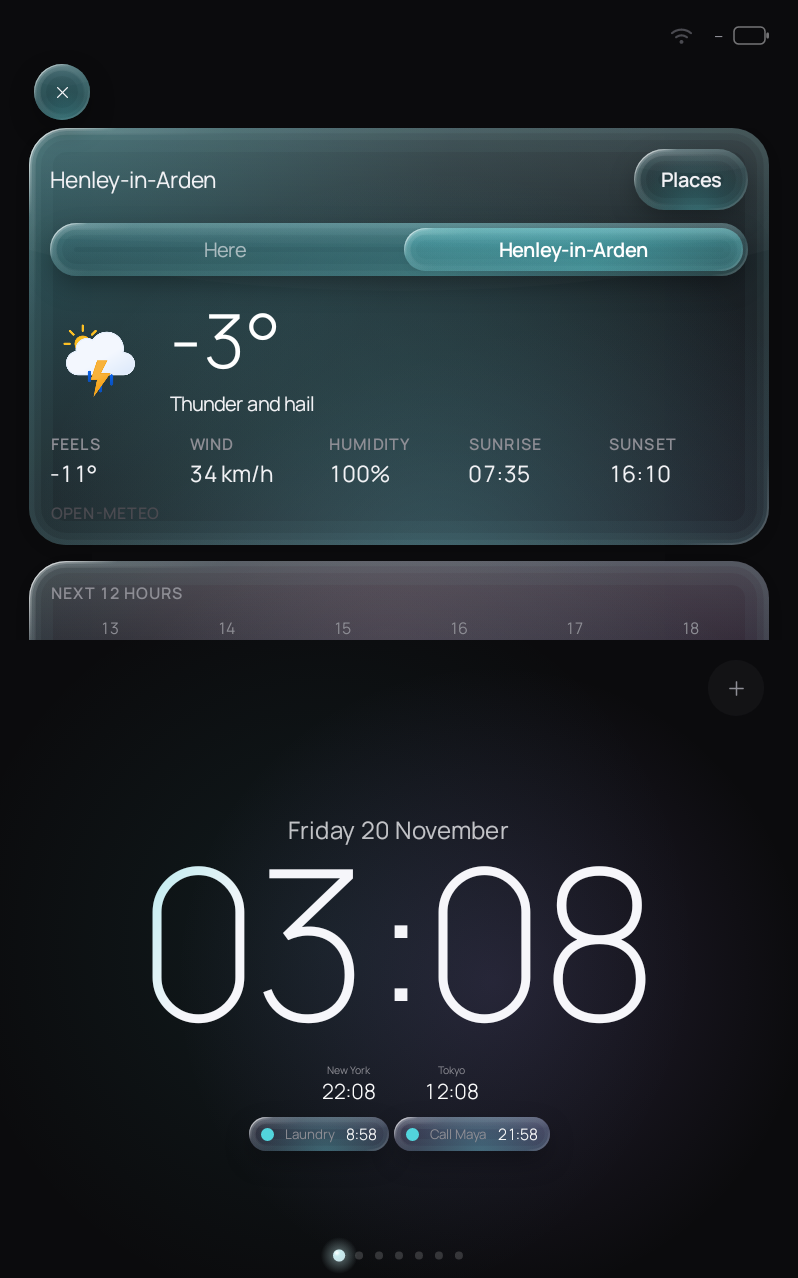 –
Henley-in-Arden
Places
Here
Henley-in-Arden
-3°
Thunder and hail
FEELS WIND HUMIDITY SUNRISE SUNSET
-11° 34 km/h 100% 07:35 16:10
OPEN-METEO
NEXT 12 HOURS
13 14 15 16 17 18
Friday 20 November
03:08
New York Tokyo
22:08 12:08
Laundry 8:58 Call Maya 21:58